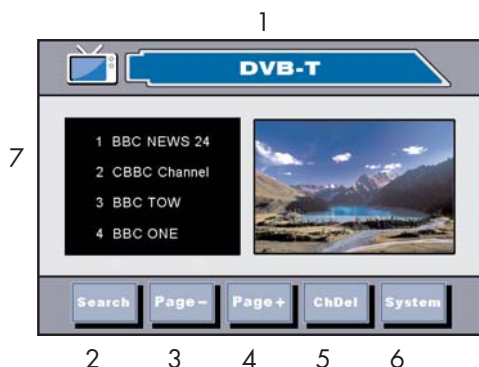 1
DVB-T
7
1 BBC NEWS 24
2 CBBC Channel
3 BBC TOW
4 BBC ONE
Search Page- Page+ ChDel System
2 3 4 5 6